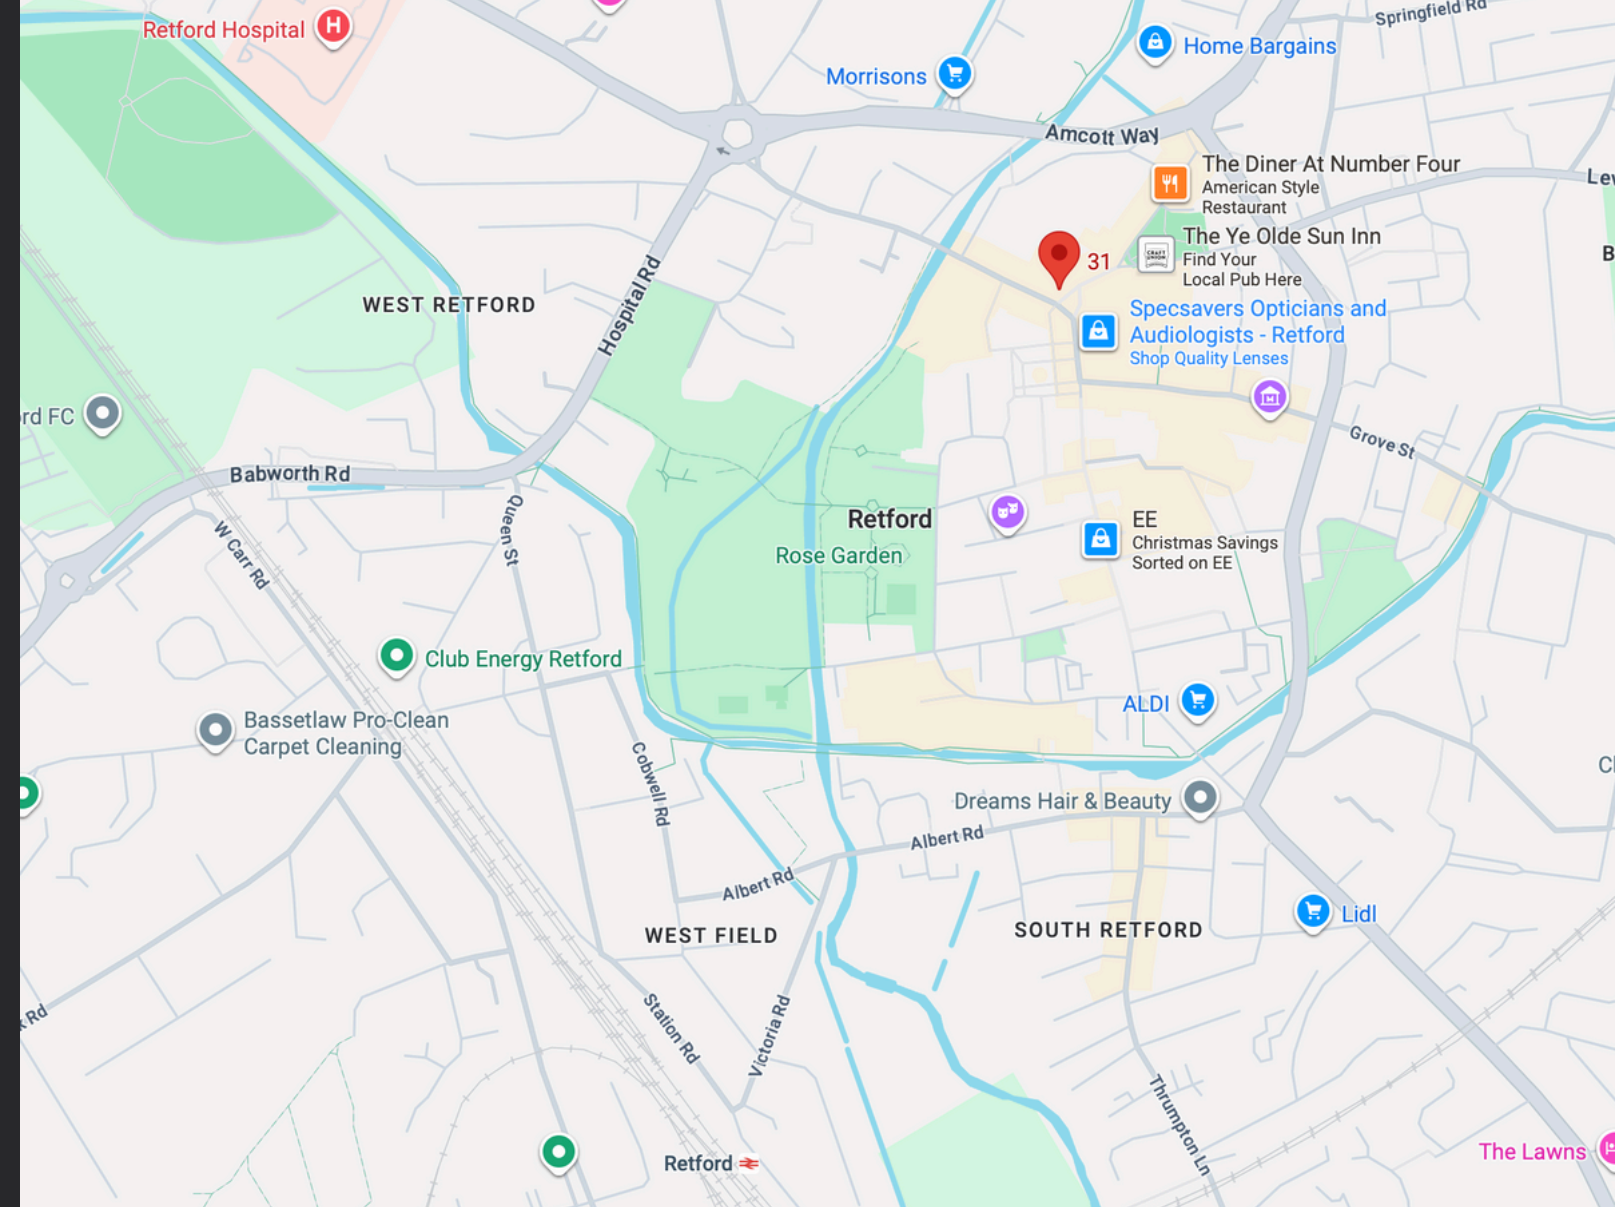 Retford Hospital
H
Springfield Rd
Home Bargains
Morrisons
Amcott Way
The Diner At Number Four
American Style
Restaurant
31
The Ye Olde Sun Inn
Find Your
Local Pub Here
Hospital Rd
WEST RETFORD
Specsavers Opticians and
Audiologists - Retford
Shop Quality Lenses
rd FC
Grove St
Babworth Rd
Queen St
W Carr Rd
Retford
Rose Garden
EE
Christmas Savings
Sorted on EE
Club Energy Retford
ALDI
Bassetlaw Pro-Clean
Carpet Cleaning
Cobwell Rd
Dreams Hair & Beauty
Albert Rd
Albert Rd
Lidl
WEST FIELD
SOUTH RETFORD
Rd
Station Rd
Victoria Rd
Thrumpton Ln
Retford
The Lawns